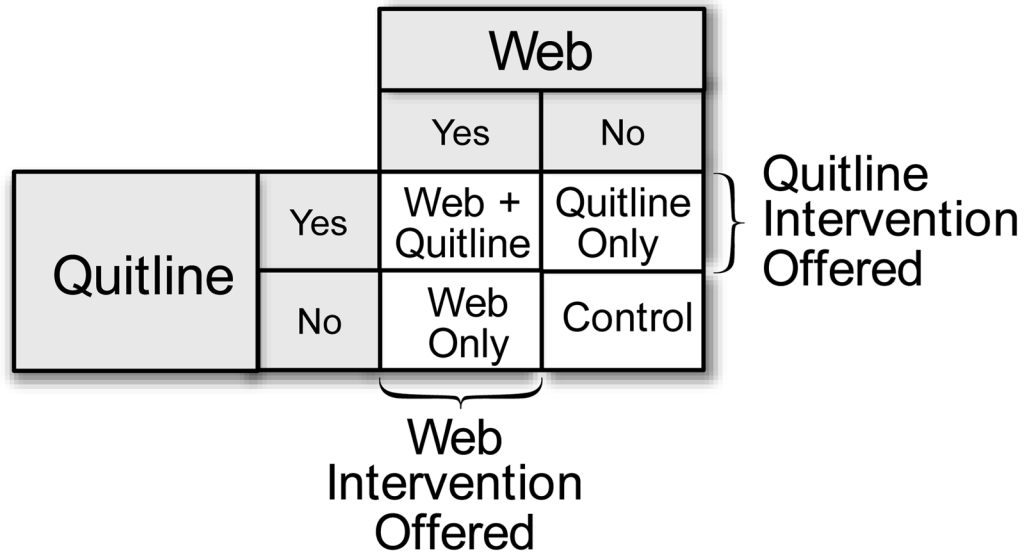 Web
Yes
No
Quitline
Yes
Web +
Quitline
Quitline
Only
Quitline
Intervention
Offered
No
Web
Only
Control
Web
Intervention
Offered